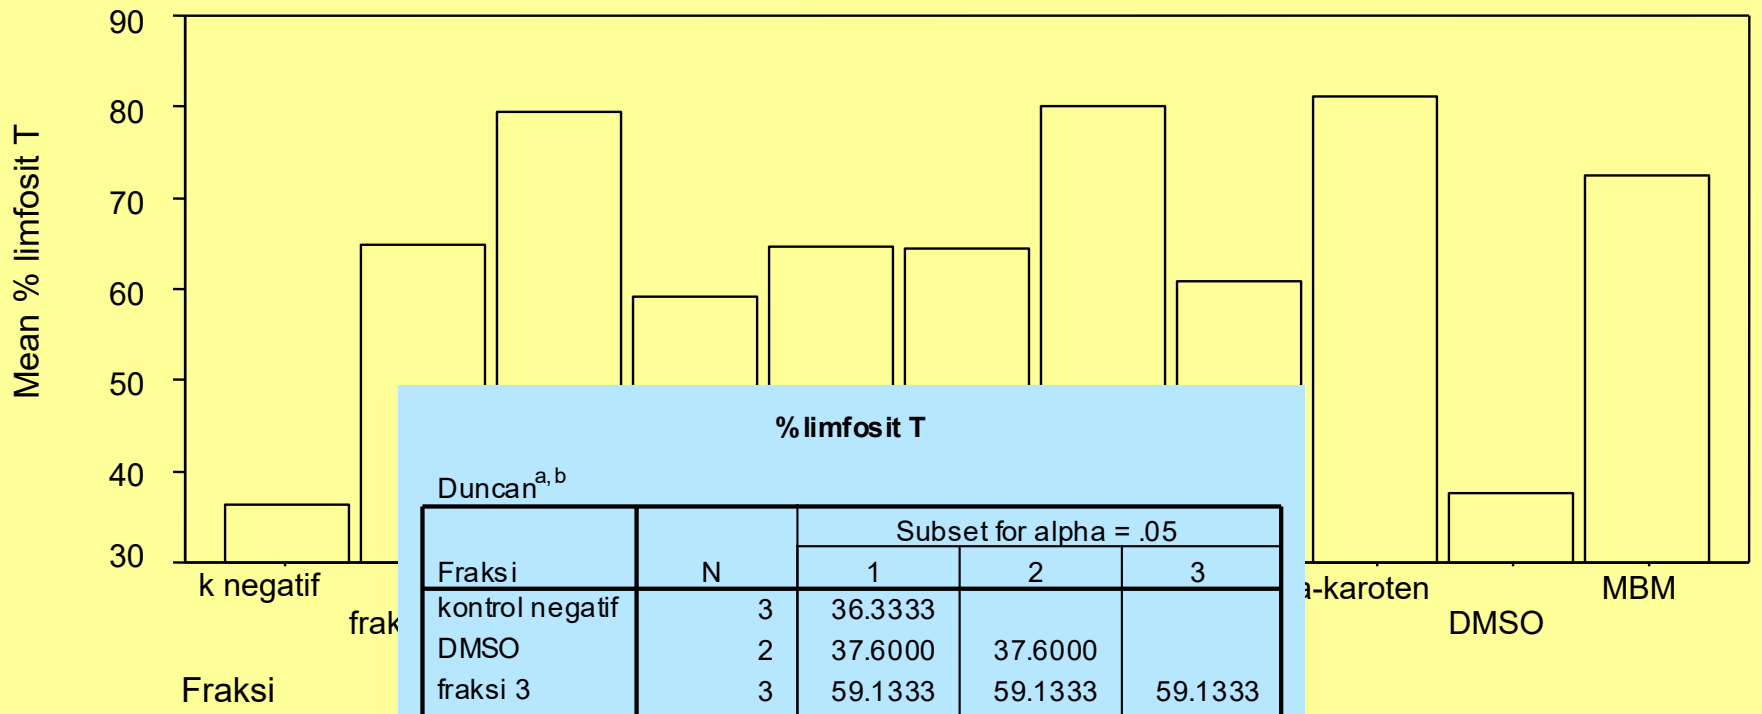 90
80
70
60
50
40
30
Mean % limfosit T
k negatif
frak
a-karoten
DMSO
MBM
Fraksi
%limfosit T
Duncan a,b
Subset for alpha = .05
Fraksi N 1 2 3
kontrol negatif 3 36.3333
DMSO 2 37.6000 37.6000
fraksi 3 3 59.1333 59.1333 59.1333